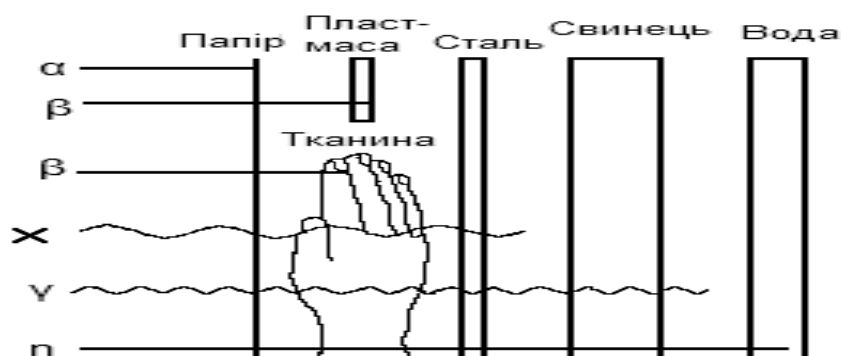 Папір
Пласт-
маса
Сталь
Свинець
Вода
α
β
Тканина
β
X
γ
n